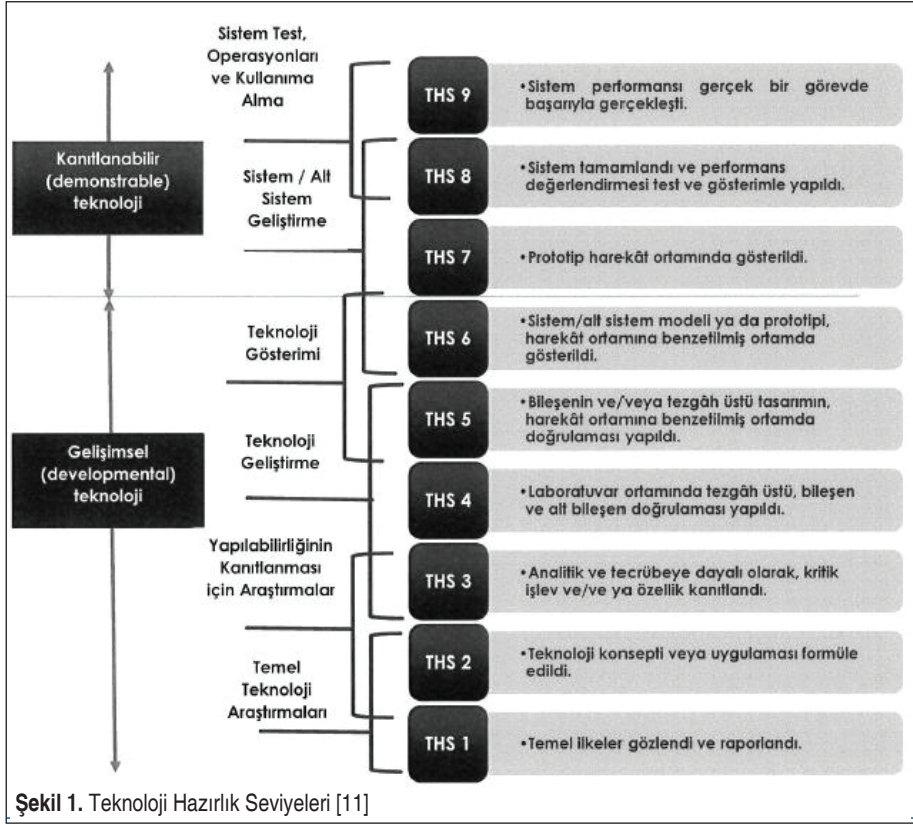 Sistem Test,
Operasyonları
ve Kullanıma
Alma
THS 9
•Sistem performansı gerçek bir görevde
başarıyla gerçekleşti.
Kanıtlanabilir
(demonstrable)
teknoloji
Sistem / Alt
Sistem
Geliştirme
THS 8
•Sistem tamamlandı ve performans
değerlendirmesi test ve gösterimle yapıldı.
THS 7
•Prototip harekât ortamında gösterildi.
Teknoloji
Gösterimi
THS 6
•Sistem/alt sistem modeli ya da prototipi,
harekât ortamına benzetilmiş ortamda
gösterildi.
Gelişimsel
(developmental)
teknoloji
Teknoloji
Geliştirme
THS 5
•Bileşenin ve/veya tezgâh üstü tasarımın,
harekât ortamına benzetilmiş ortamda
doğrulaması yapıldı.
THS 4
•Laboratuvar ortamında tezgâh üstü, bileşen
ve alt bileşen doğrulaması yapıldı.
Yapılabilirliğinin
Kanıtlanması
için Araştırmalar
THS 3
•Analitik ve tecrübeye dayalı olarak, kritik
işlev ve/ve ya özellik kanıtlandı.
Temel
Teknoloji
Araştırmaları
THS 2
•Teknoloji konsepti veya uygulaması formüle
edildi.
THS 1
•Temel ilkeler gözlendi ve raporlandı.
Şekil 1. Teknoloji Hazırlık Seviyeleri [11]